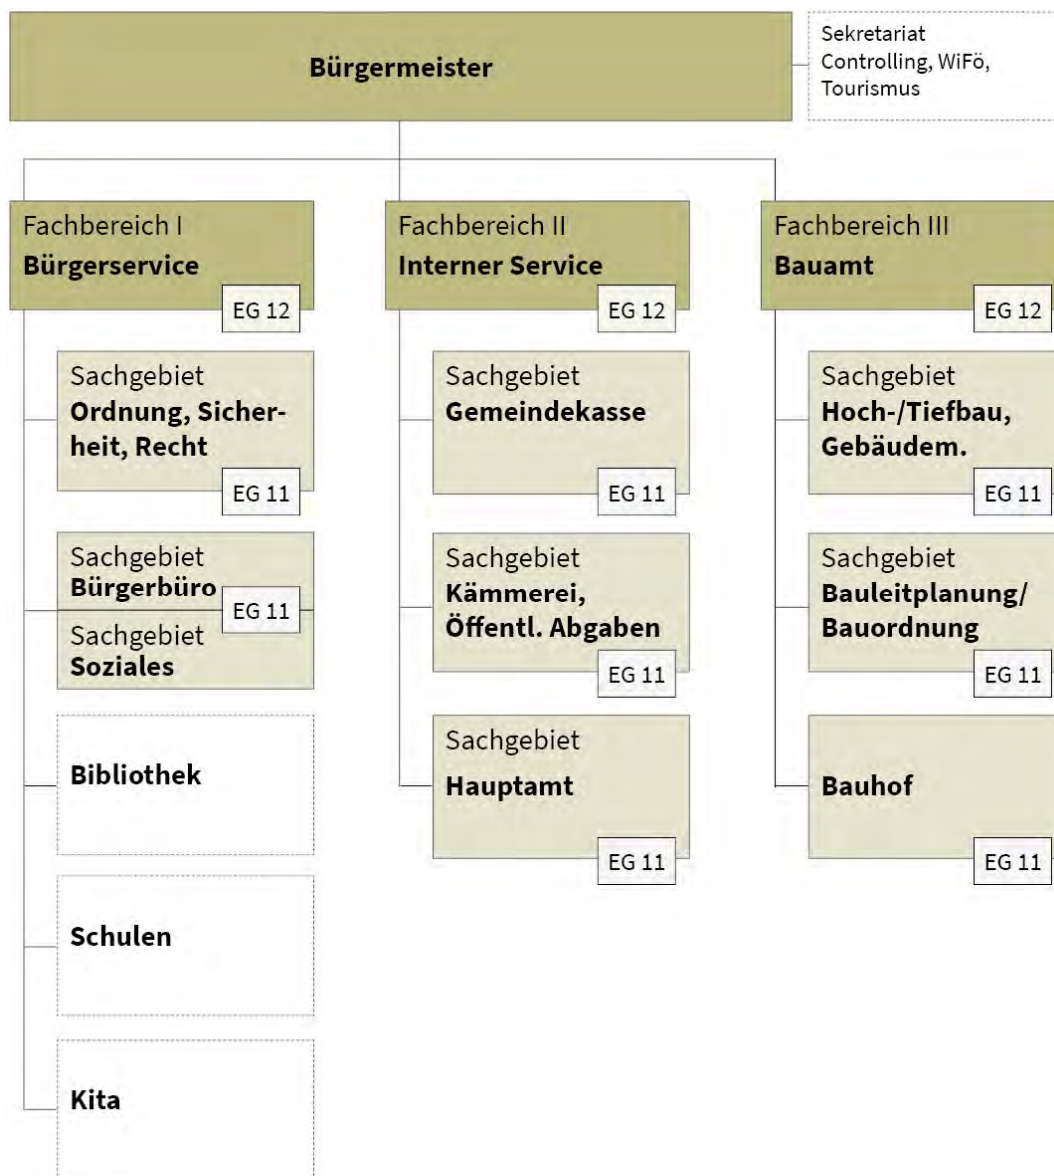 Bürgermeister
Sekretariat
Controlling, WiFö,
Tourismus
Fachbereich I
Bürgerservice
EG 12
Sachgebiet
Ordnung, Sicher-
heit, Recht
EG 11
Sachgebiet
Bürgerbüro
EG 11
Sachgebiet
Soziales
Bibliothek
Schulen
Kita
Fachbereich II
Interner Service
EG 12
Sachgebiet
Gemeindekasse
EG 11
Sachgebiet
Kämmerei,
Öffentl. Abgaben
EG 11
Sachgebiet
Hauptamt
EG 11
Fachbereich III
Bauamt
EG 12
Sachgebiet
Hoch-/Tiefbau,
Gebäudem.
EG 11
Sachgebiet
Bauleitplanung/
Bauordnung
EG 11
Bauhof
EG 11